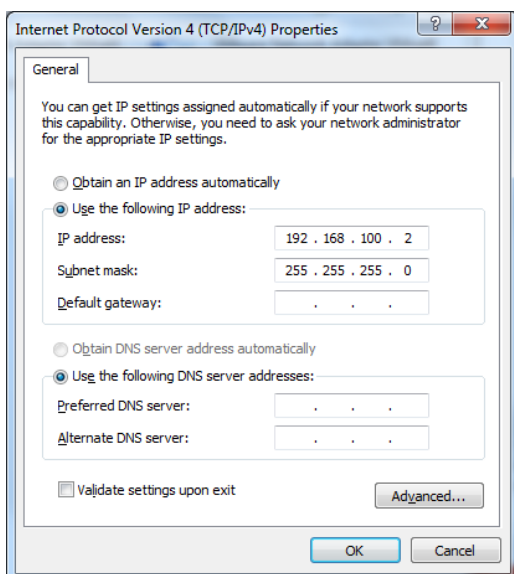 Internet Protocol Version 4 (TCP/IPv4) Properties
?
X
General
You can get IP settings assigned automatically if your network supports
this capability. Otherwise, you need to ask your network administrator
for the appropriate IP settings.
Obtain an IP address automatically
Use the following IP address:
IP address: 192 . 168 . 100 . 2
Subnet mask: 255 . 255 . 255 . 0
Default gateway: . . .
Obtain DNS server address automatically
Use the following DNS server addresses:
Preferred DNS server: . . .
Alternate DNS server: . . .
Validate settings upon exit
Advanced...
OK Cancel